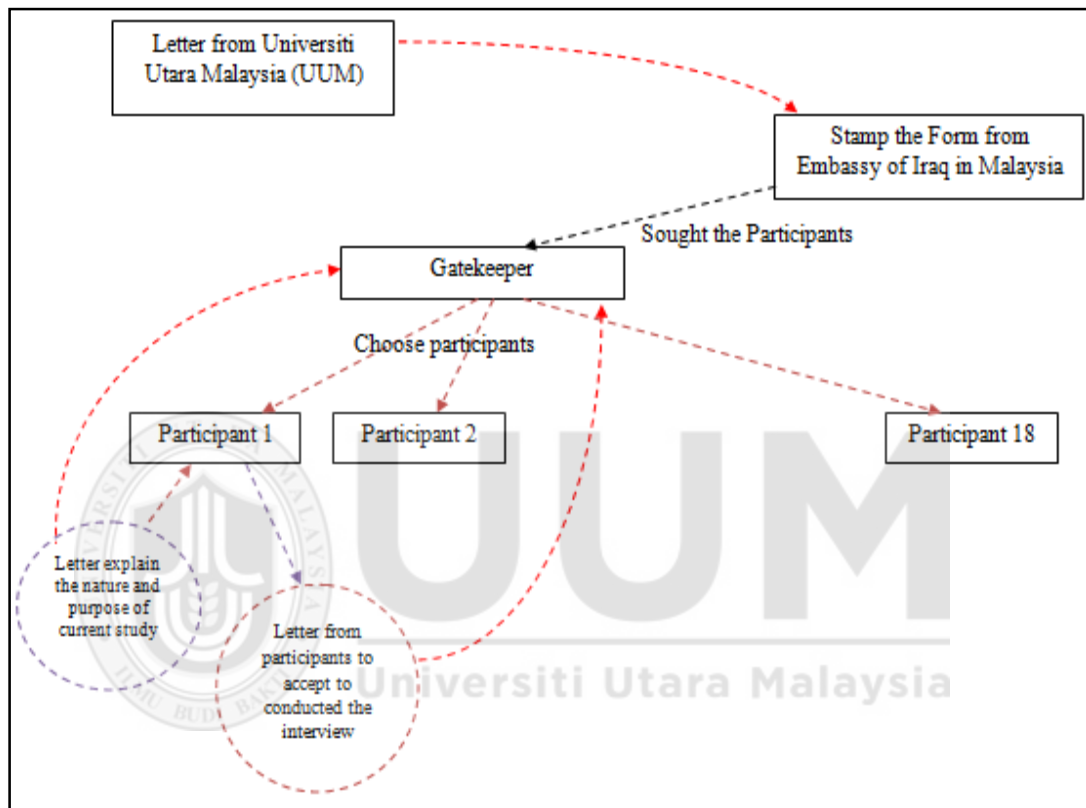 Letter from Universiti
Utara Malaysia (UUM)
Stamp the Form from
Embassy of Iraq in Malaysia
Sought the Participants
Gatekeeper
Choose participants
Participant 1
Participant 2
Participant 18
Letter explain
the nature and
purpose of
current study
Letter from
participants to
accept to
conducted the
interview
UUM
Universiti Utara Malaysia